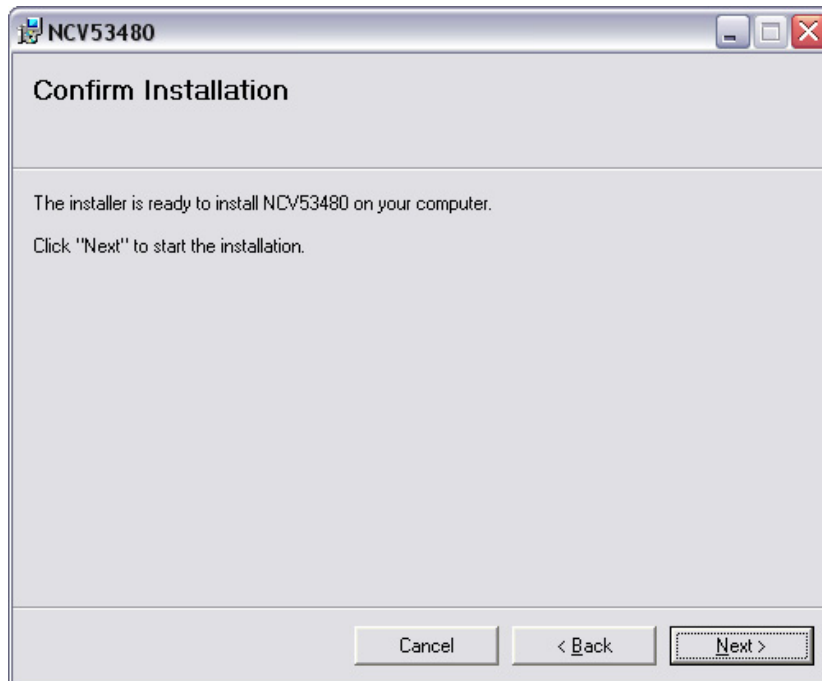 NCV53480
Confirm Installation
The installer is ready to install NCV53480 on your computer.
Click "Next" to start the installation.
Cancel
< Back
Next >